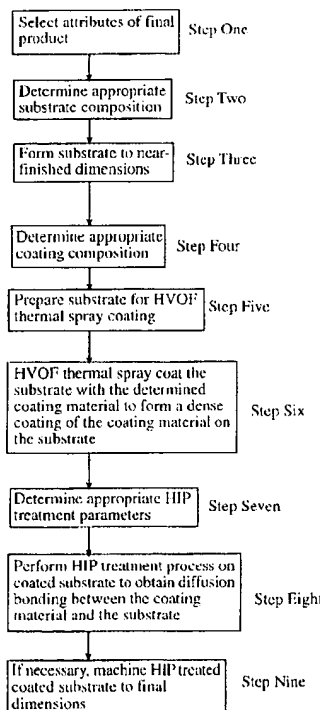 Select attributes of final
product
Step One
Determine appropriate
substrate composition
Step Two
Form substrate to near-
finished dimensions
Step Three
Determine appropriate
coating composition
Step Four
Prepare substrate for HVOF
thermal spray coating
Step Five
HVOF thermal spray coat the
substrate with the determined
coating material to form a dense
coating of the coating material on
the substrate
Step Six
Determine appropriate HIP
treatment parameters
Step Seven
Perform HIP treatment process on
coated substrate to obtain diffusion
bonding between the coating
material and the substrate
Step Eight
If necessary, machine HIP treated
coated substrate to final
dimensions
Step Nine